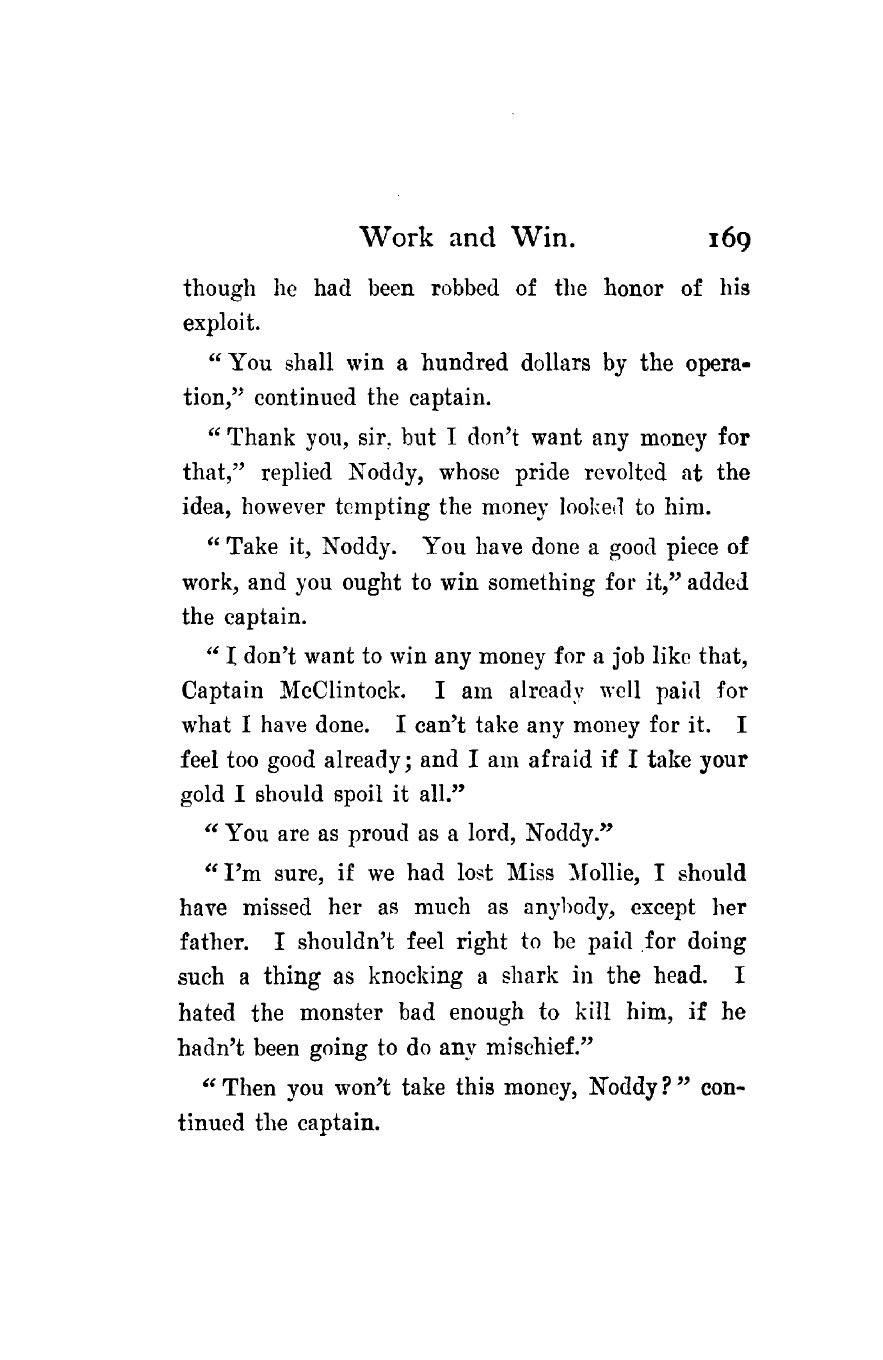 Work and Win. 169
though he had been robbed of the honor of his
exploit.
“You shall win a hundred dollars by the opera-
tion,” continued the captain.
“Thank you, sir, but I don’t want any money for
that,” replied Noddy, whose pride revolted at the
idea, however tempting the money looked to him.
“Take it, Noddy. You have done a good piece of
work, and you ought to win something for it,” added
the captain.
“I don’t want to win any money for a job like that,
Captain McClintock. I am already well paid for
what I have done. I can’t take any money for it. I
feel too good already; and I am afraid if I take your
gold I should spoil it all.”
“You are as proud as a lord, Noddy.”
“I’m sure, if we had lost Miss Mollie, I should
have missed her as much as anybody, except her
father. I shouldn’t feel right to be paid for doing
such a thing as knocking a shark in the head. I
hated the monster bad enough to kill him, if he
hadn’t been going to do any mischief.”
“Then you won’t take this money, Noddy?” con-
tinued the captain.